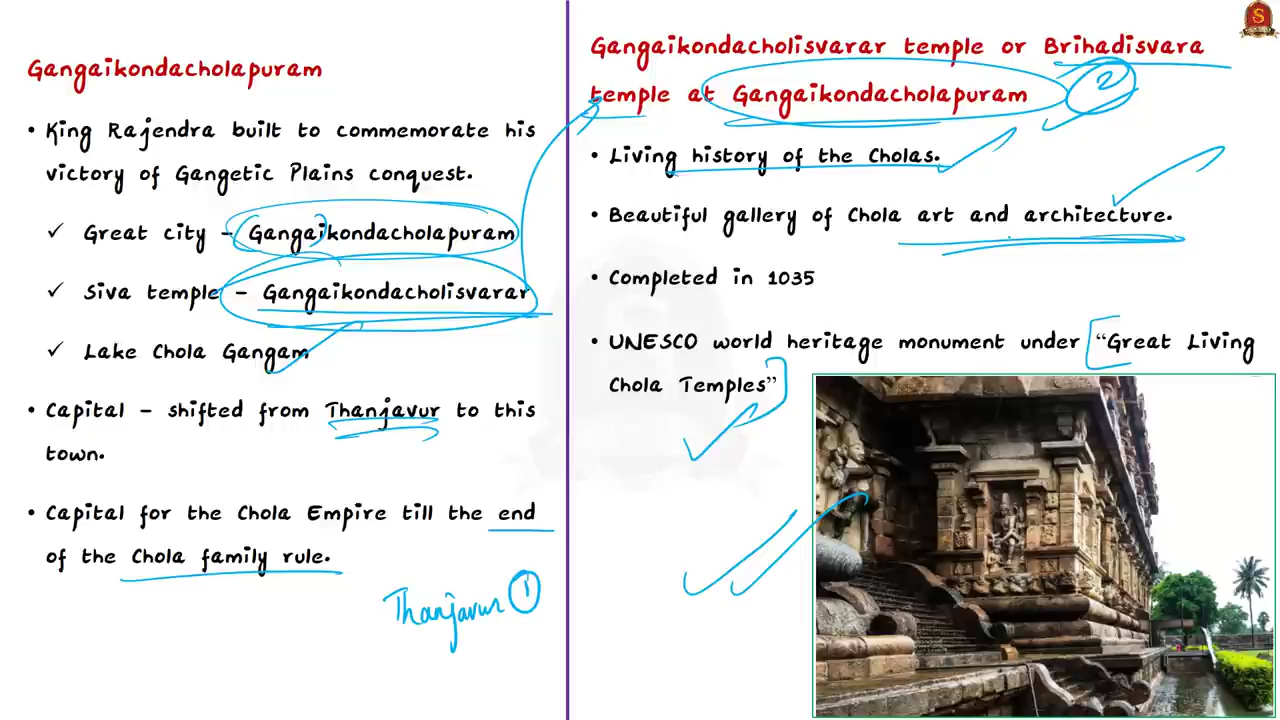 Gangaikondacholapuram
• King Rajendra built to commemorate his
victory of Gangetic Plains conquest.
✓ Great city - Gangaikondacholapuram
✓ Siva temple - Gangaikondacholisvarar
✓ Lake Chola Gangam
• Capital - shifted from Thanjavur to this
town.
• Capital for the Chola Empire till the end
of the Chola family rule.
Thanjavur 1
Gangaikondacholisvarar temple or Brihadisvara
temple at Gangaikondacholapuram 2
• Living history of the Cholas.
• Beautiful gallery of Chola art and architecture.
• Completed in 1035
• UNESCO world heritage monument under “Great Living
Chola Temples”
S